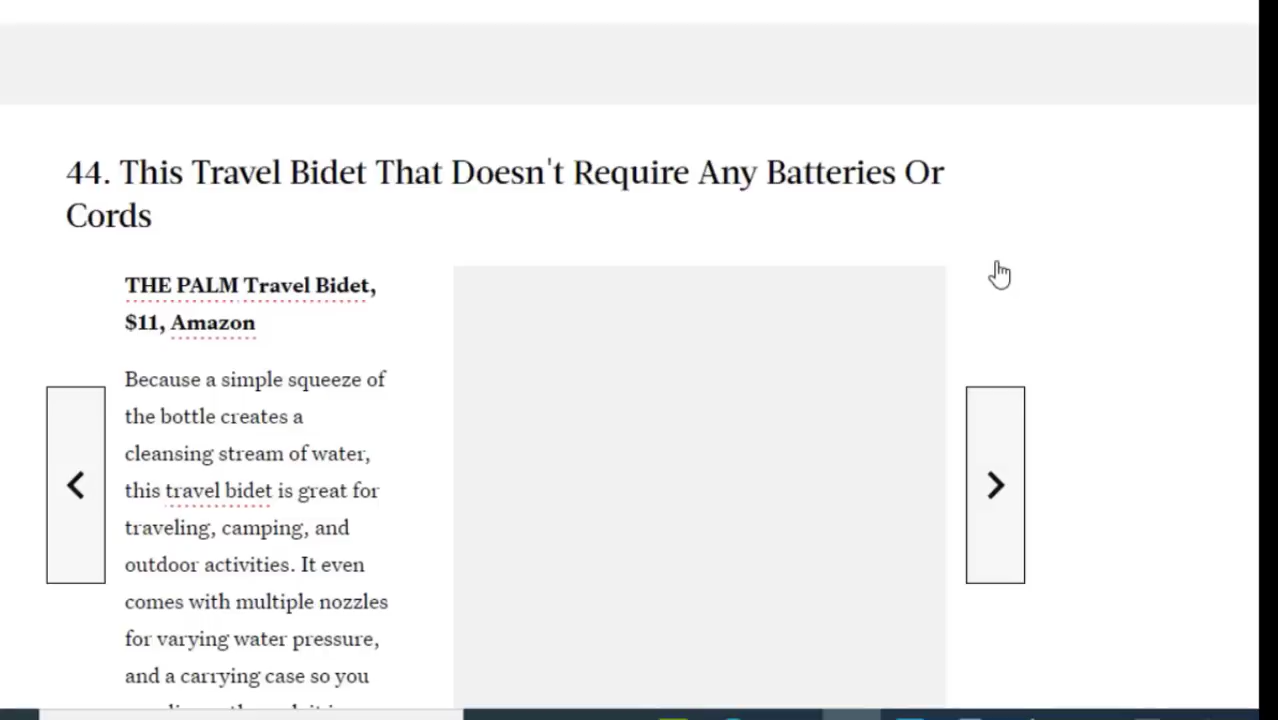 44. This Travel Bidet That Doesn't Require Any Batteries Or
Cords
THE PALM Travel Bidet,
$11, Amazon
Because a simple squeeze of
the bottle creates a
cleansing stream of water,
this travel bidet is great for
traveling, camping, and
outdoor activities. It even
comes with multiple nozzles
for varying water pressure,
and a carrying case so you